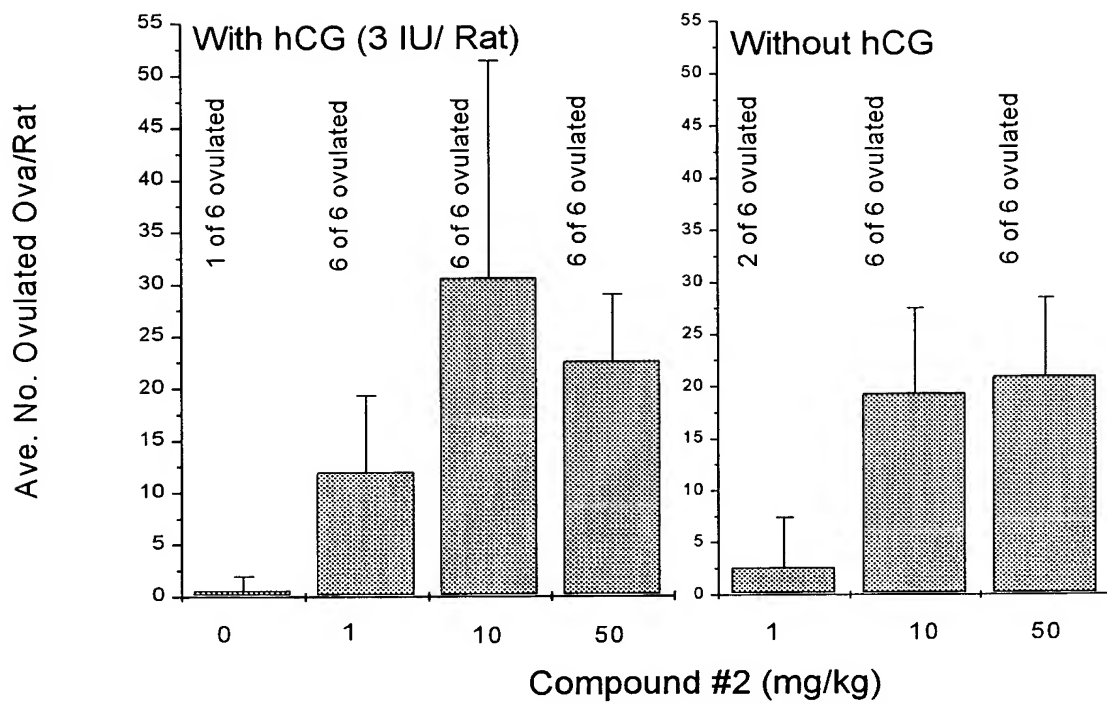 Ave. No. Ovulated Ova/Rat
With hCG (3 IU/ Rat)
55
50
45
40
35
30
25
20
15
10
5
0
1 of 6 ovulated
6 of 6 ovulated
6 of 6 ovulated
6 of 6 ovulated
0
1
10
50
Without hCG
55
50
45
40
35
30
25
20
15
10
5
0
2 of 6 ovulated
6 of 6 ovulated
6 of 6 ovulated
1
10
50
Compound #2 (mg/kg)